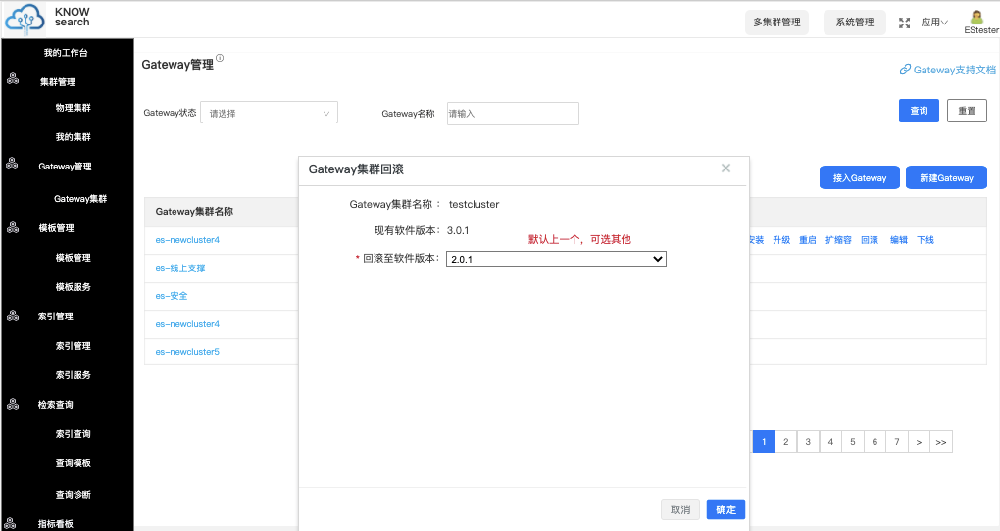 KNOW
search
多集群管理
系统管理
应用
EStester
我的工作台
集群管理
物理集群
我的集群
Gateway管理
Gateway集群
模板管理
模板管理
模板服务
索引管理
索引管理
索引服务
检索查询
索引查询
查询模板
查询诊断
指标看板
Gateway管理
Gateway支持文档
Gateway状态
请选择
Gateway名称
请输入
查询
重置
接入Gateway
新建Gateway
Gateway集群名称
es-newcluster4
安装 升级 重启 扩缩容 回滚 编辑 下线
es-线上支撑
es-安全
es-newcluster4
es-newcluster5
Gateway集群回滚
Gateway集群名称： testcluster
现有软件版本： 3.0.1
默认上一个，可选其他
* 回滚至软件版本： 2.0.1
取消
确定
1 2 3 4 5 6 7 > >>